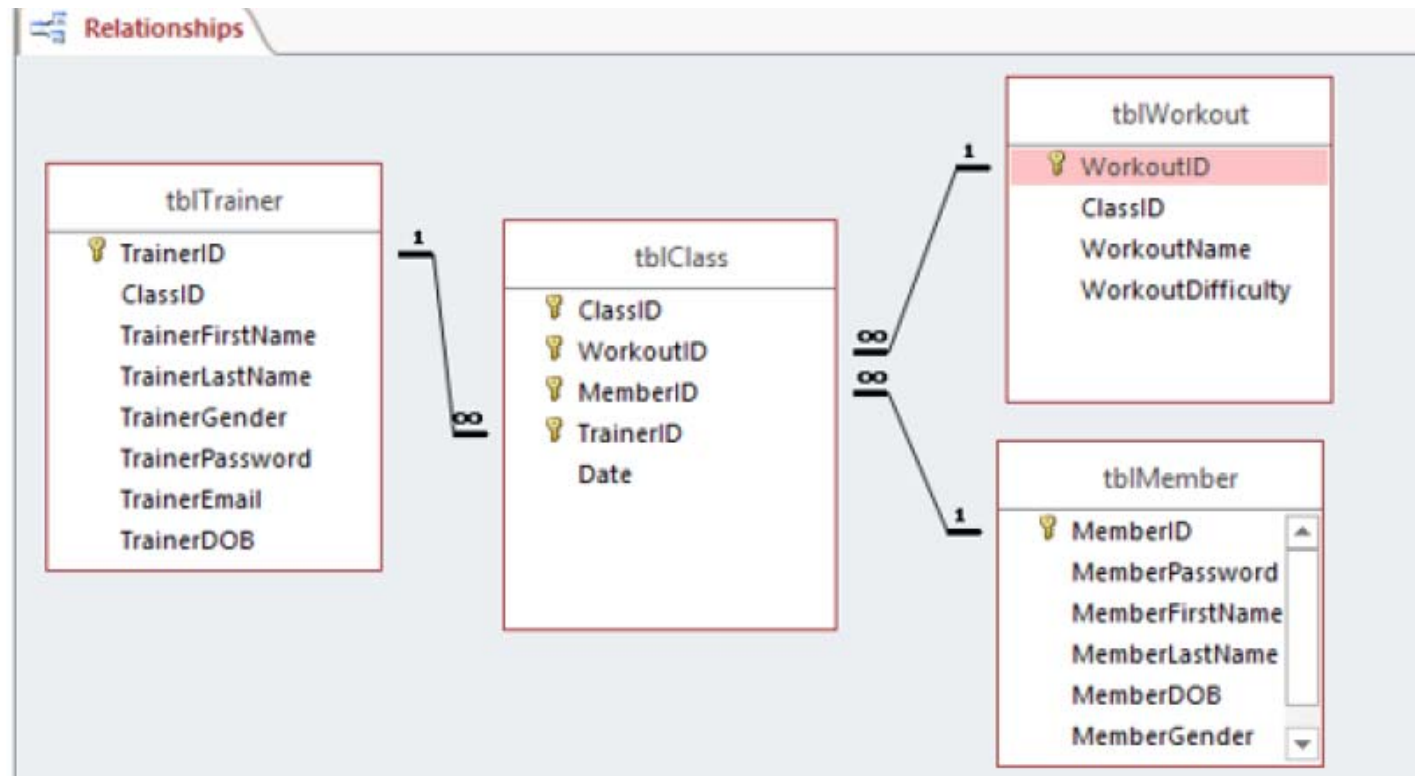 Relationships
tblTrainer
TrainerID
ClassID
TrainerFirstName
TrainerLastName
TrainerGender
TrainerPassword
TrainerEmail
TrainerDOB
1
∞
tblClass
ClassID
WorkoutID
MemberID
TrainerID
Date
1
∞
∞
1
tblWorkout
WorkoutID
ClassID
WorkoutName
WorkoutDifficulty
tblMember
MemberID
MemberPassword
MemberFirstName
MemberLastName
MemberDOB
MemberGender